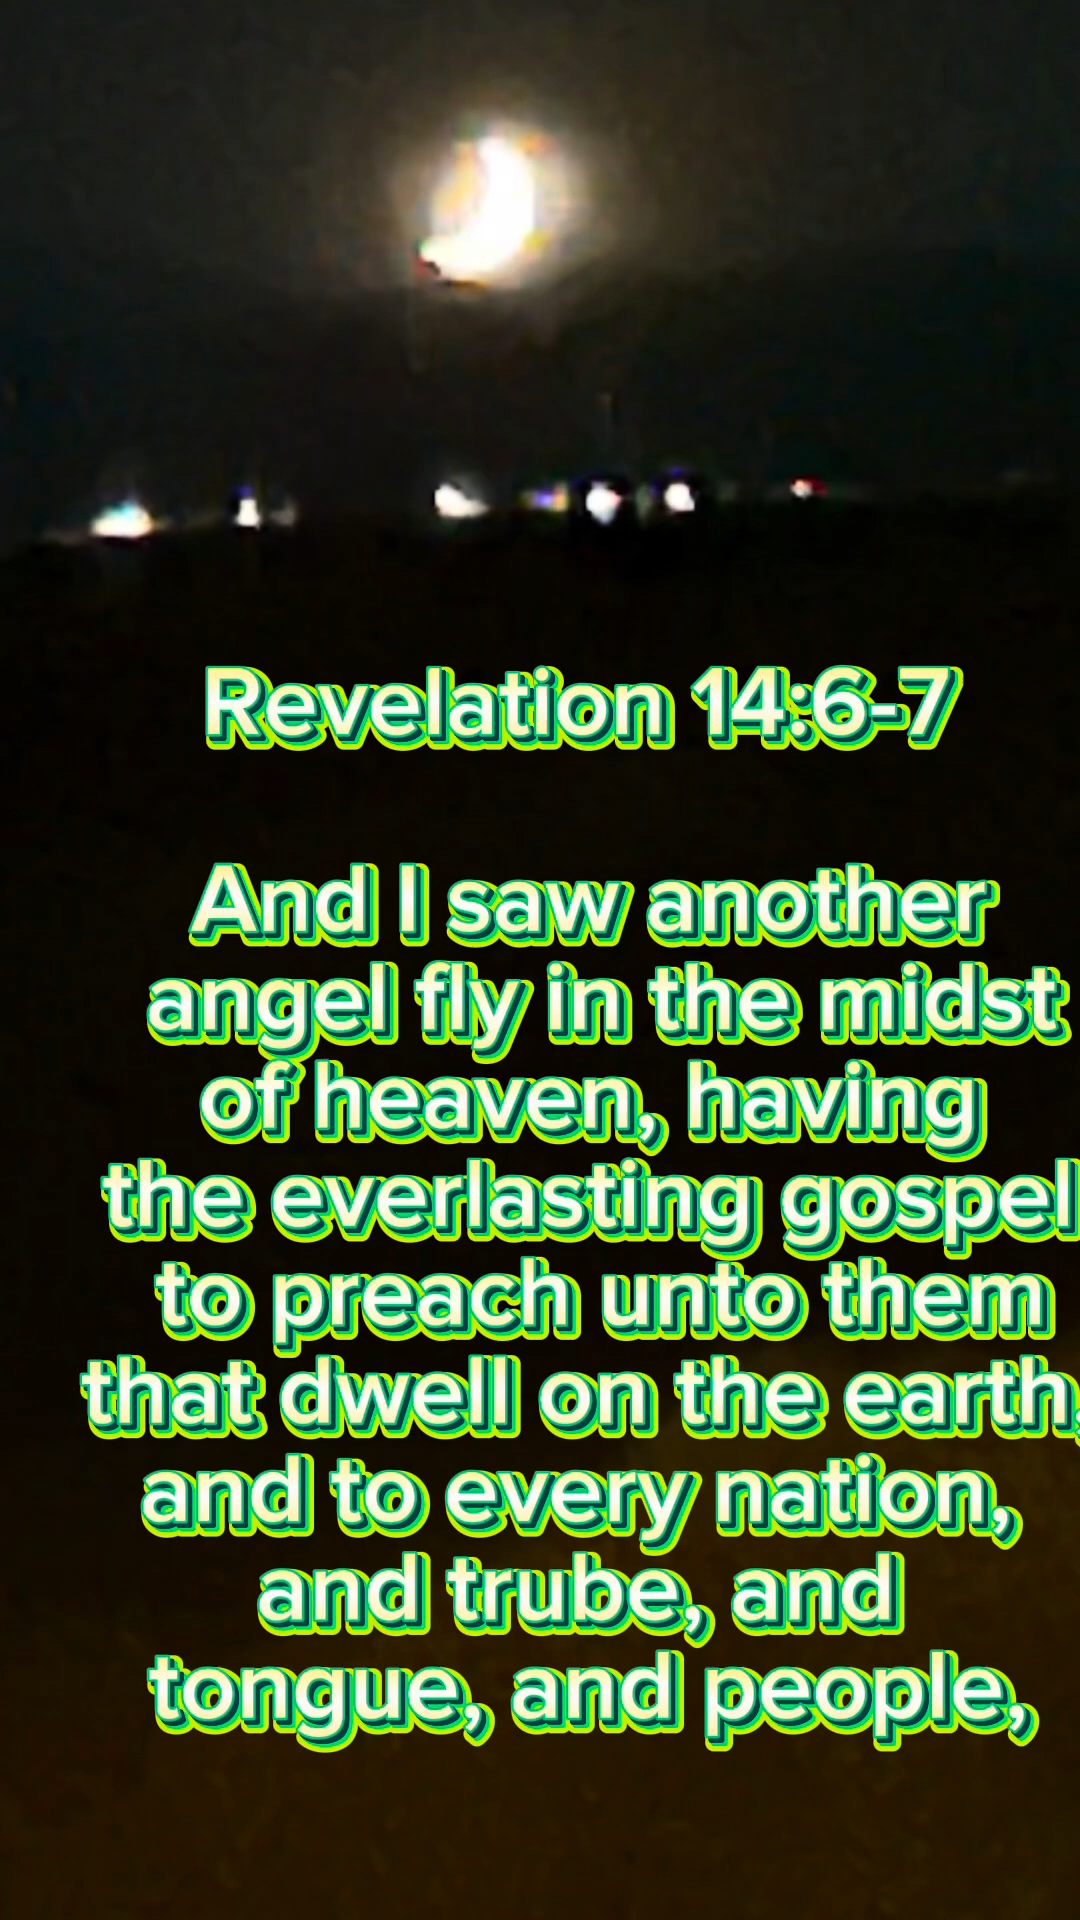 Revelation 14:6-7
And I saw another
angel fly in the midst
of heaven, having
the everlasting gospel
to preach unto them
that dwell on the earth,
and to every nation,
and trube, and
tongue, and people,